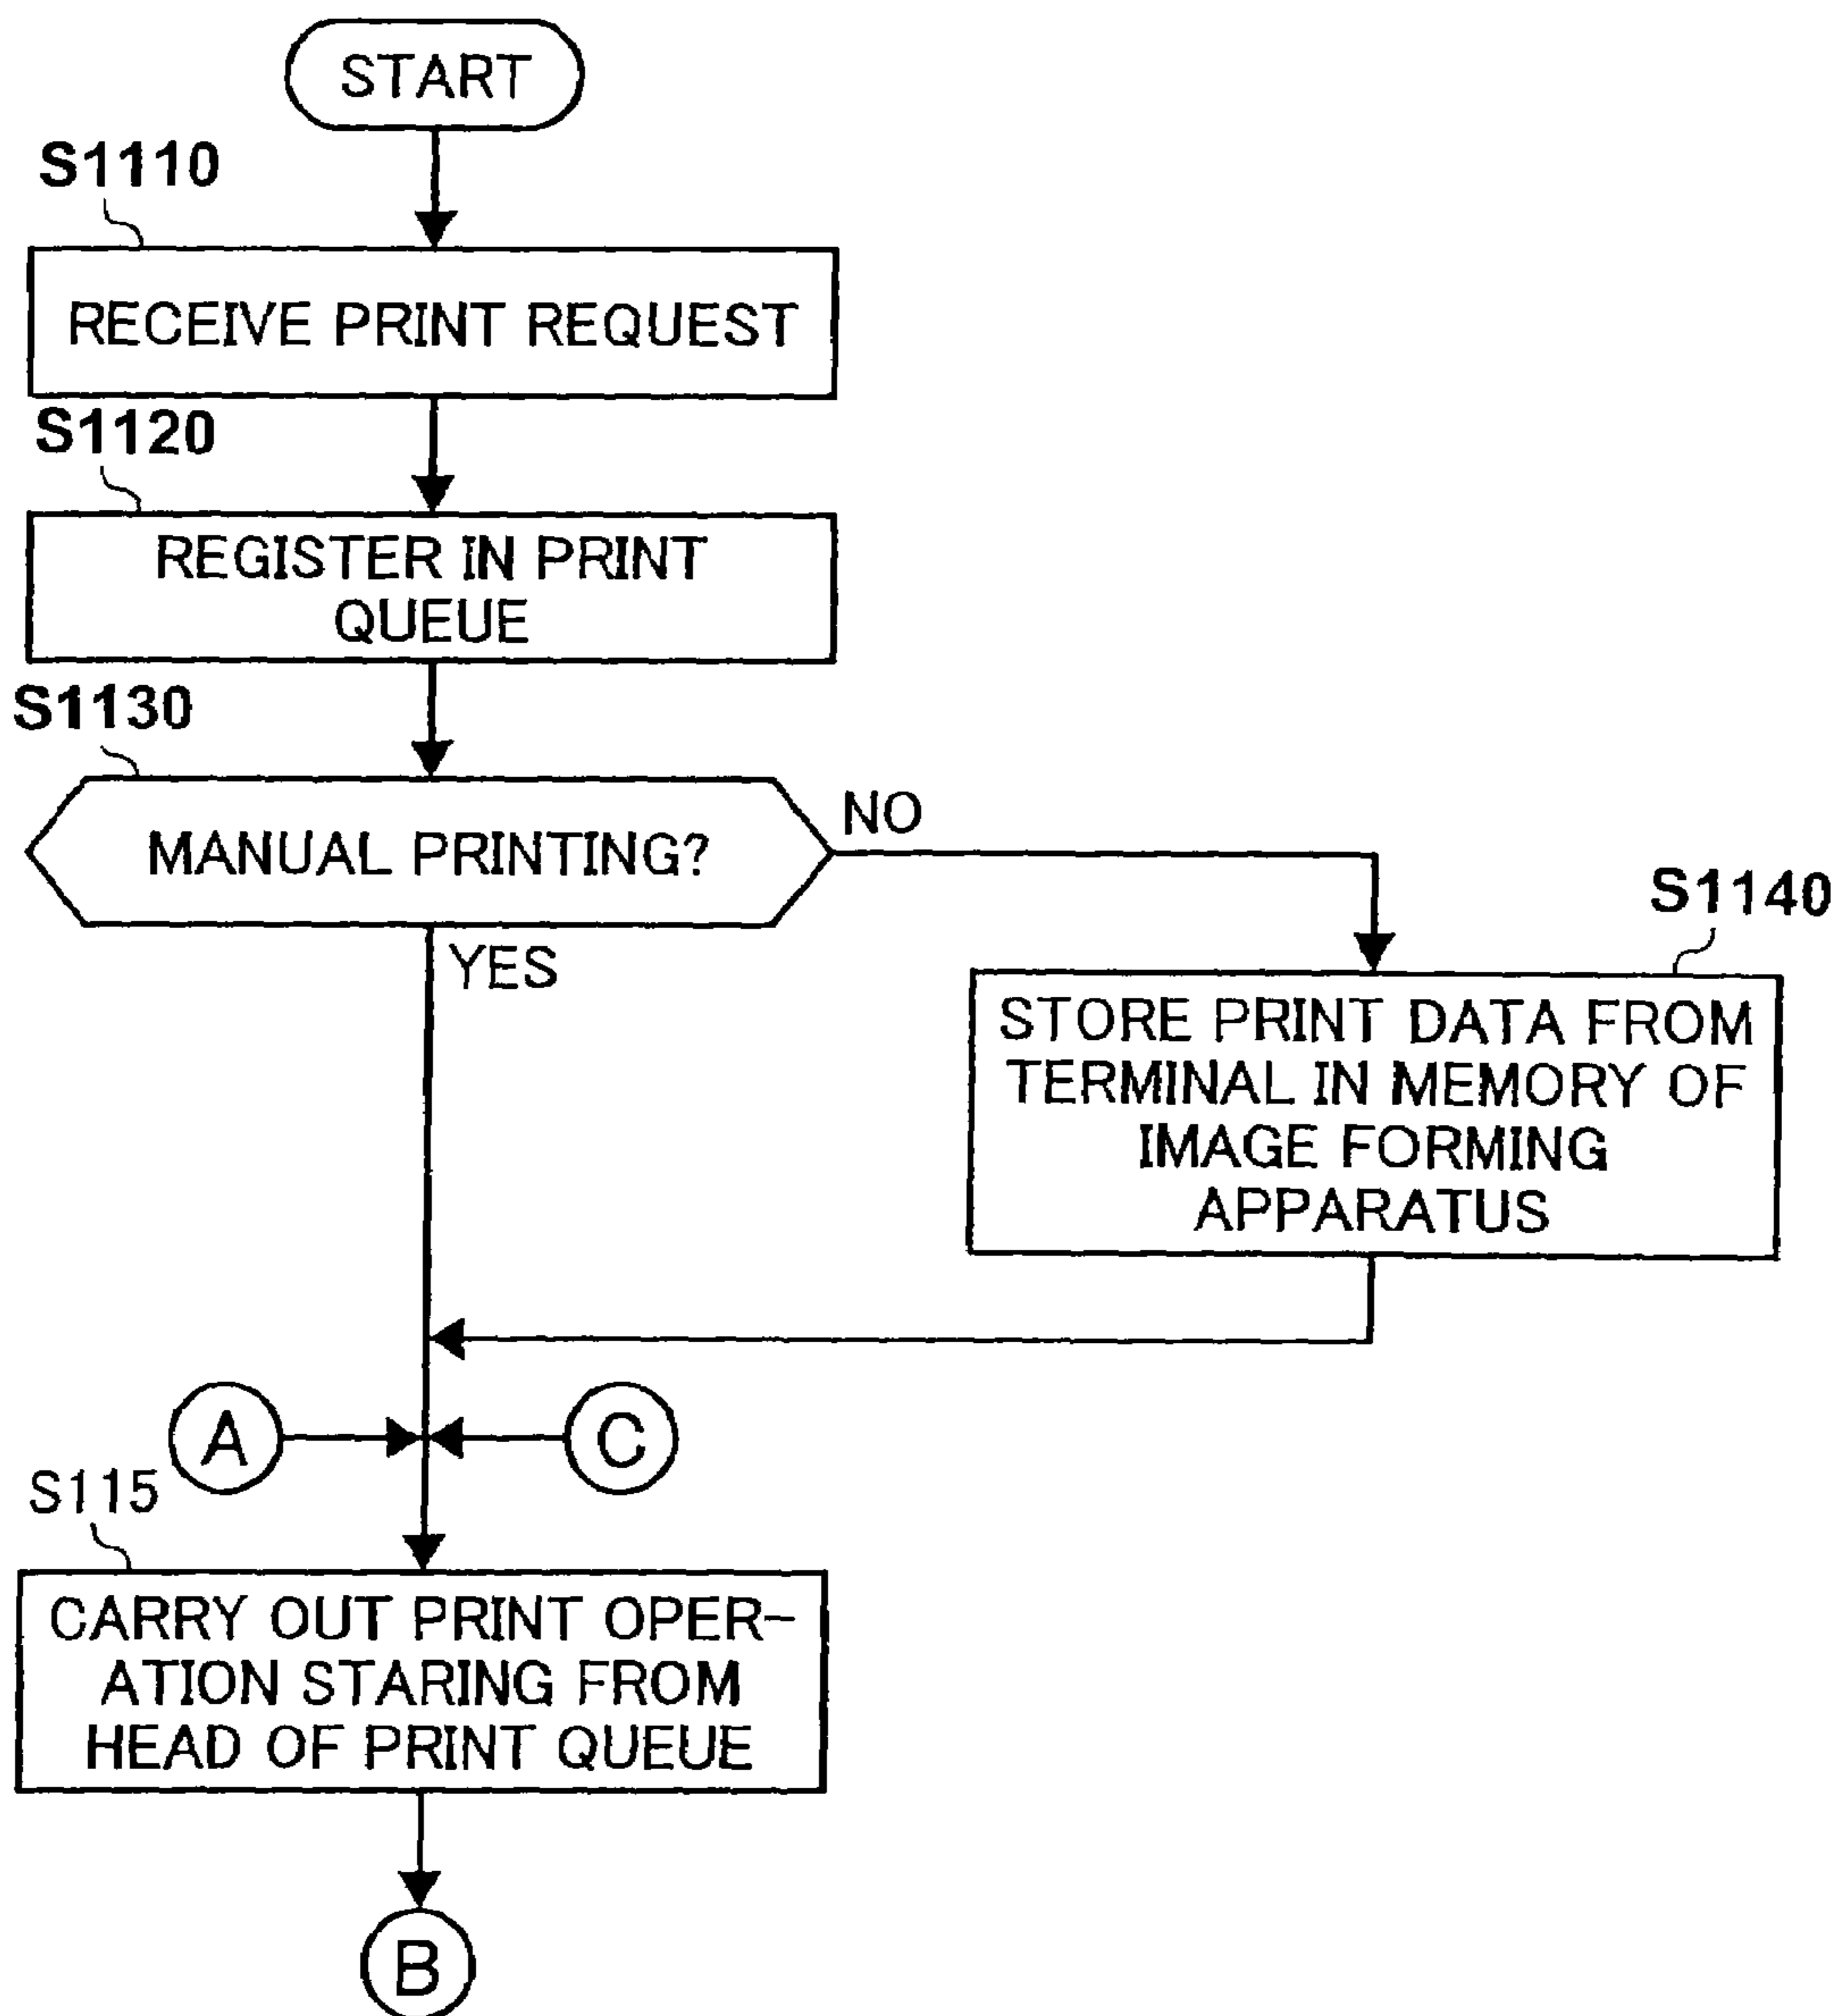 START
S1110
RECEIVE PRINT REQUEST
S1120
REGISTER IN PRINT
QUEUE
S1130
MANUAL PRINTING?
NO
YES
S1140
STORE PRINT DATA FROM
TERMINAL IN MEMORY OF
IMAGE FORMING
APPARATUS
A
C
S115
CARRY OUT PRINT OPER-
ATION STARING FROM
HEAD OF PRINT QUEUE
B